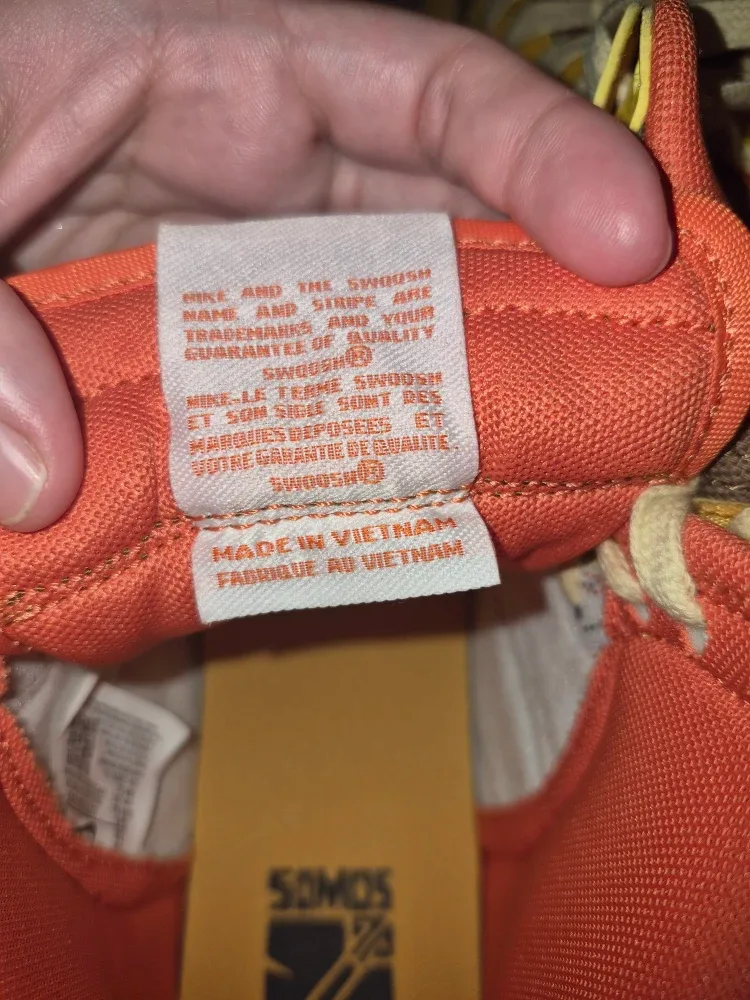 NIKE AND THE SWOOSH
NAME AND STRIPE ARE
TRADEMARKS AND YOUR
GUARANTEE OF QUALITY
SWOOSH®
NIKE-LE TERME SWOOSH
ET SON SIGLE SONT DES
MARQUES DEPOSEES ET
VOTRE GARANTIE DE QUALITE.
SWOOSH®
MADE IN VIETNAM
FABRIQUE AU VIETNAM
SOMOS